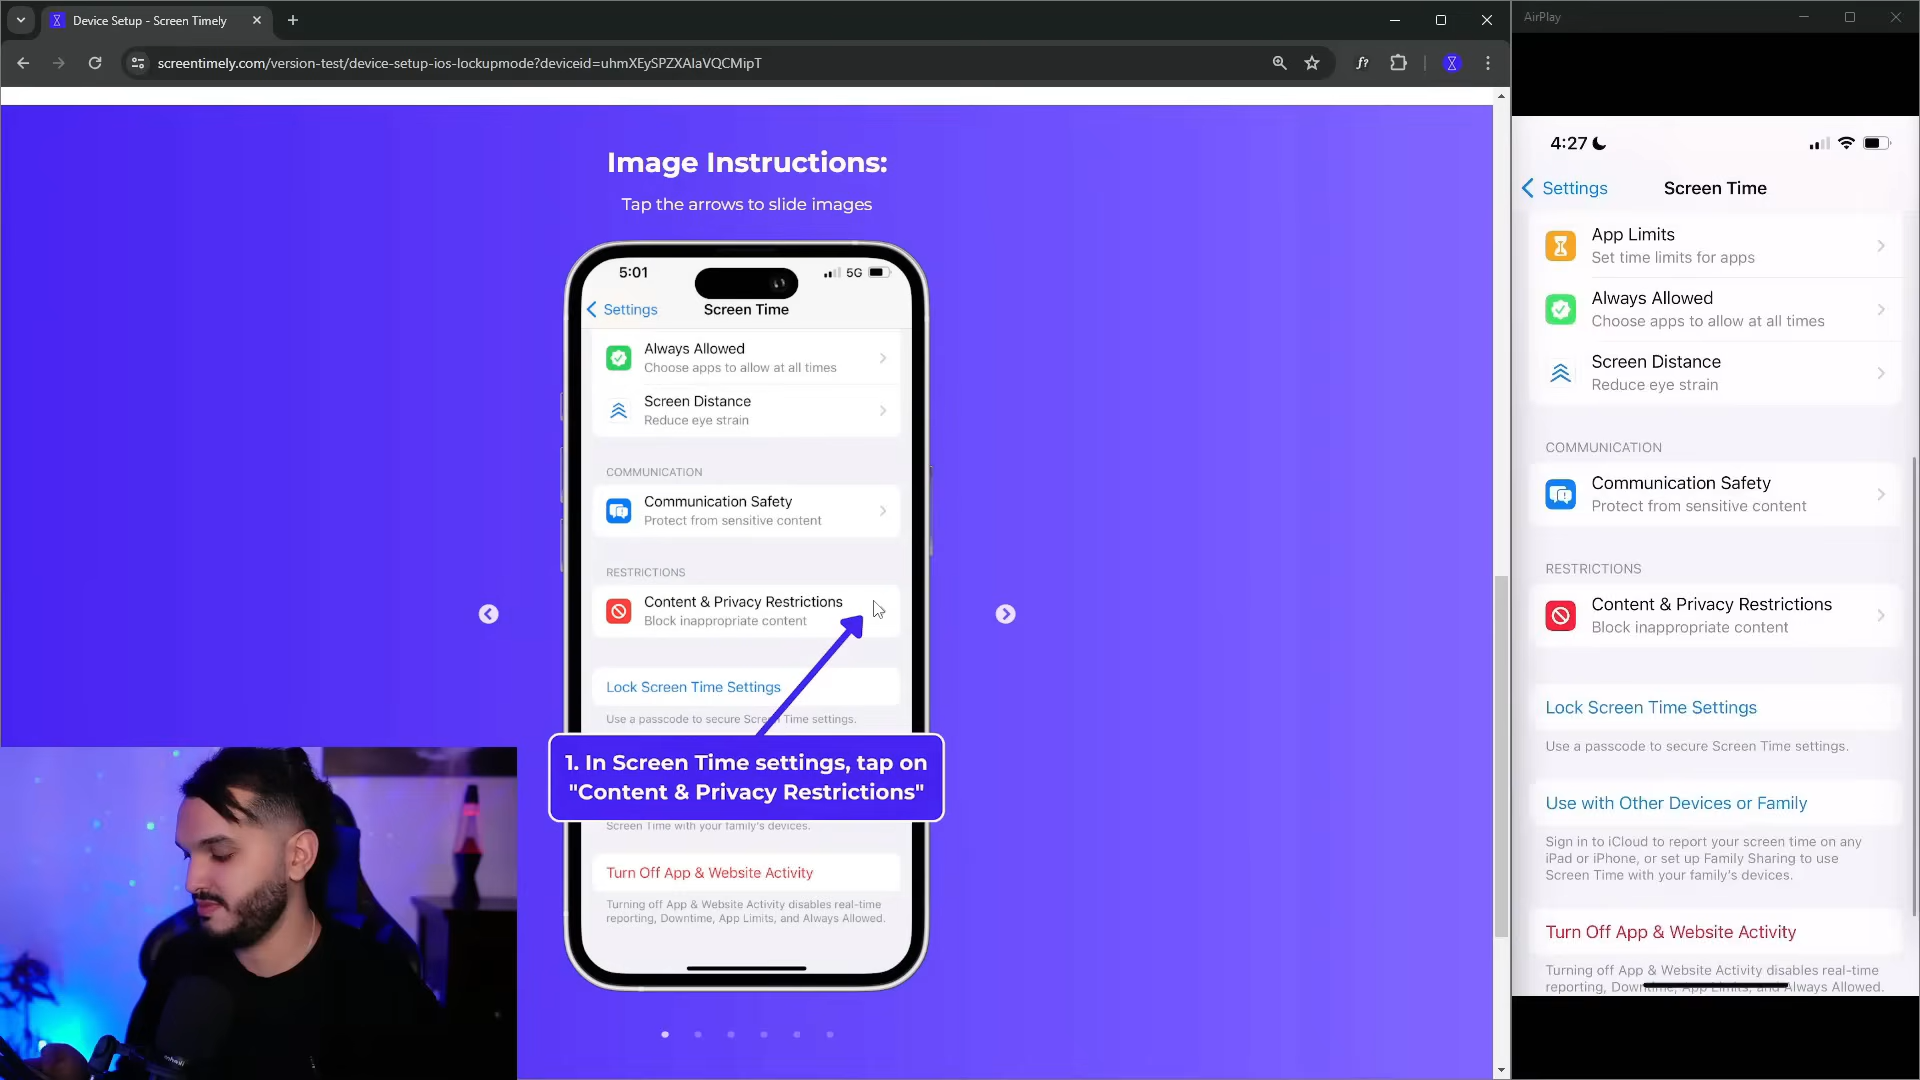 Device Setup - Screen Timely
screentimely.com/version-test/device-setup-ios-lockupmode?deviceid=uhmXEySPZXAlaVQCMipT
f?
Image Instructions:
Tap the arrows to slide images
5:01
5G
Settings
Screen Time
Always Allowed
Choose apps to allow at all times
Screen Distance
Reduce eye strain
COMMUNICATION
Communication Safety
Protect from sensitive content
RESTRICTIONS
Content & Privacy Restrictions
Block inappropriate content
Lock Screen Time Settings
Use a passcode to secure Screen Time settings.
1. In Screen Time settings, tap on
"Content & Privacy Restrictions"
Screen Time with your family's devices.
Turn Off App & Website Activity
Turning off App & Website Activity disables real-time
reporting, Downtime, App Limits, and Always Allowed.
AirPlay
4:27
Settings
Screen Time
App Limits
Set time limits for apps
Always Allowed
Choose apps to allow at all times
Screen Distance
Reduce eye strain
COMMUNICATION
Communication Safety
Protect from sensitive content
RESTRICTIONS
Content & Privacy Restrictions
Block inappropriate content
Lock Screen Time Settings
Use a passcode to secure Screen Time settings.
Use with Other Devices or Family
Sign in to iCloud to report your screen time on any
iPad or iPhone, or set up Family Sharing to use
Screen Time with your family's devices.
Turn Off App & Website Activity
Turning off App & Website Activity disables real-time
reporting, Downtime, App Limits, and Always Allowed.